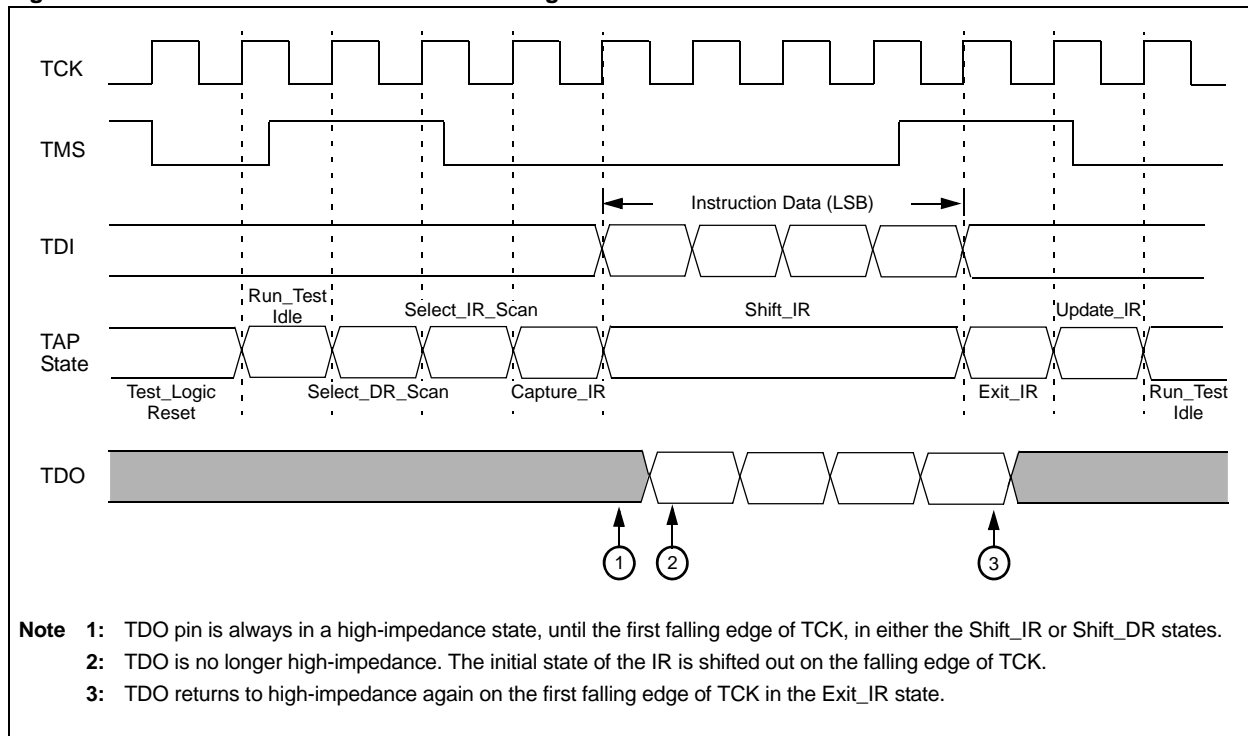 TCK
TMS
Instruction Data (LSB)
TDI
Run_Test
Idle
Select_IR_Scan
Shift_IR
Update_IR
TAP
State
Test_Logic
Reset
Select_DR_Scan
Capture_IR
Exit_IR
Run_Test
Idle
TDO
1
2
3
Note 1: TDO pin is always in a high-impedance state, until the first falling edge of TCK, in either the Shift_IR or Shift_DR states.
2: TDO is no longer high-impedance. The initial state of the IR is shifted out on the falling edge of TCK.
3: TDO returns to high-impedance again on the first falling edge of TCK in the Exit_IR state.